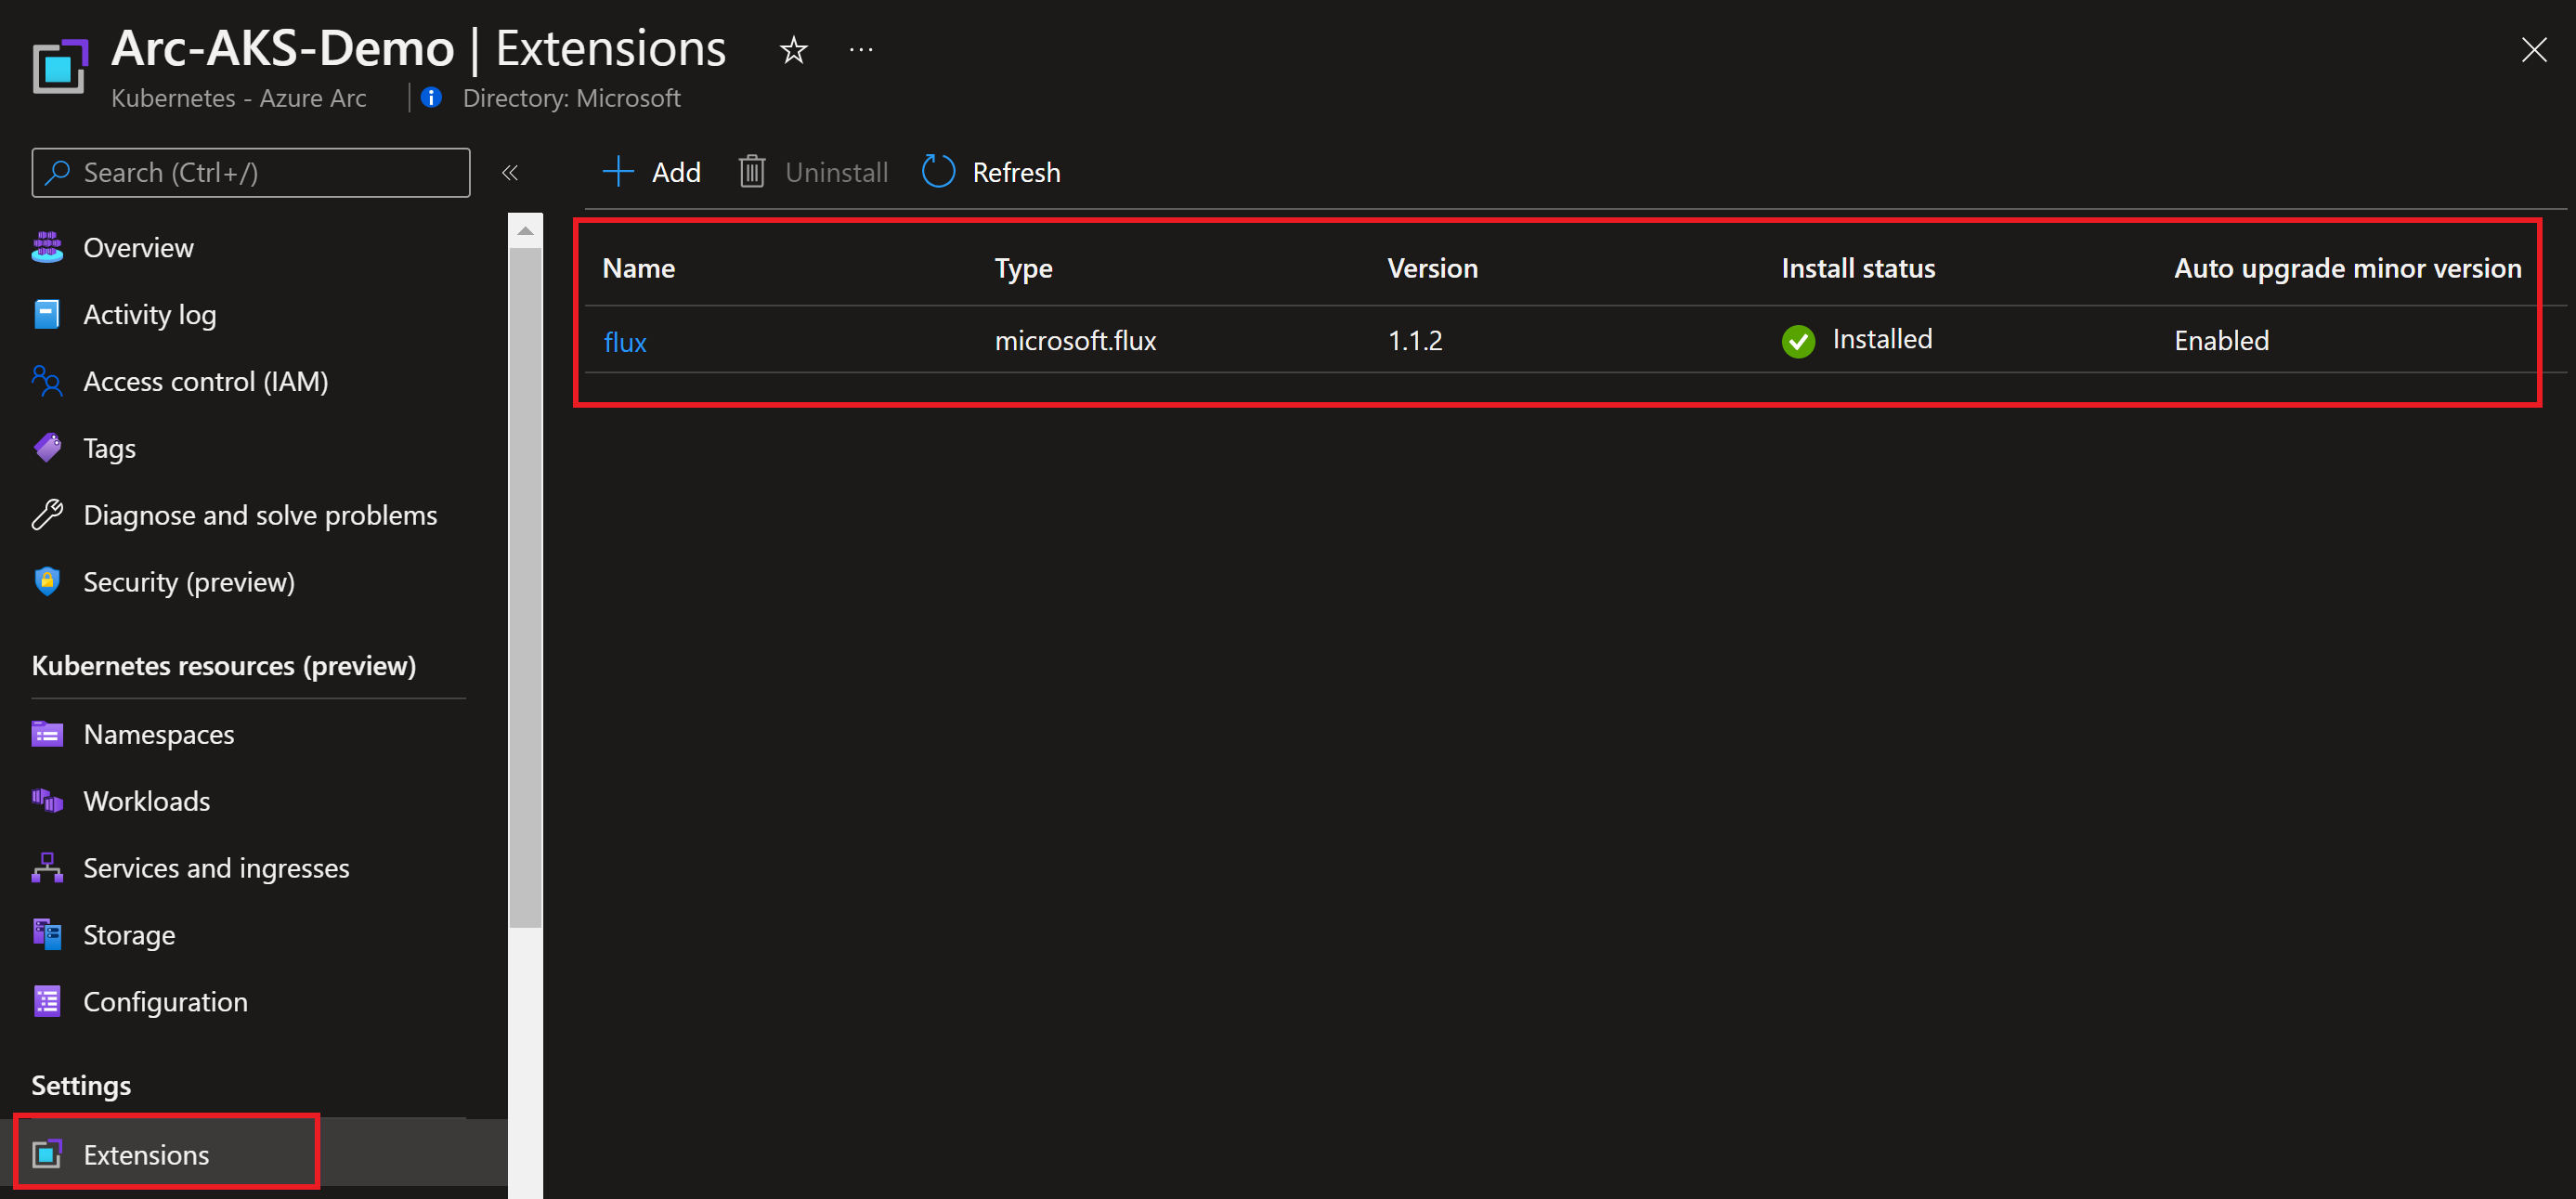 Arc-AKS-Demo | Extensions
Kubernetes - Azure Arc | Directory: Microsoft
Search (Ctrl+/)
Overview
Activity log
Access control (IAM)
Tags
Diagnose and solve problems
Security (preview)
Kubernetes resources (preview)
Namespaces
Workloads
Services and ingresses
Storage
Configuration
Settings
Extensions
Add Uninstall Refresh
Name Type Version Install status Auto upgrade minor version
flux microsoft.flux 1.1.2 Installed Enabled